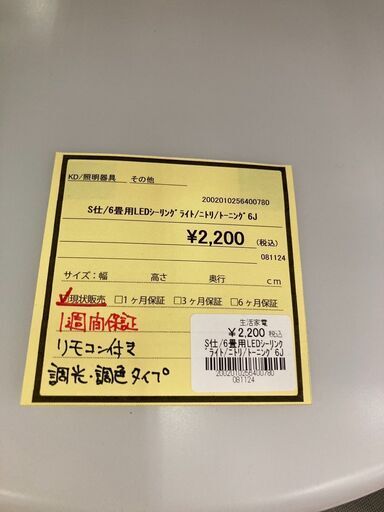 KD/照明器具 その他
2002010256400780
S仕/6畳用LEDシーリングライト/ニトリ/トーニング6J
¥2,200 (税込)
081124
サイズ:幅 高さ 奥行 cm
☑現状販売 □1ヶ月保証 □3ヶ月保証 □6ヶ月保証
1週間保証
リモコン付き
調光・調色タイプ
生活家電
¥2,200 税込
S仕/6畳用LEDシーリング
ライト/ニトリ/トーニング6J
2002010256400780
081124